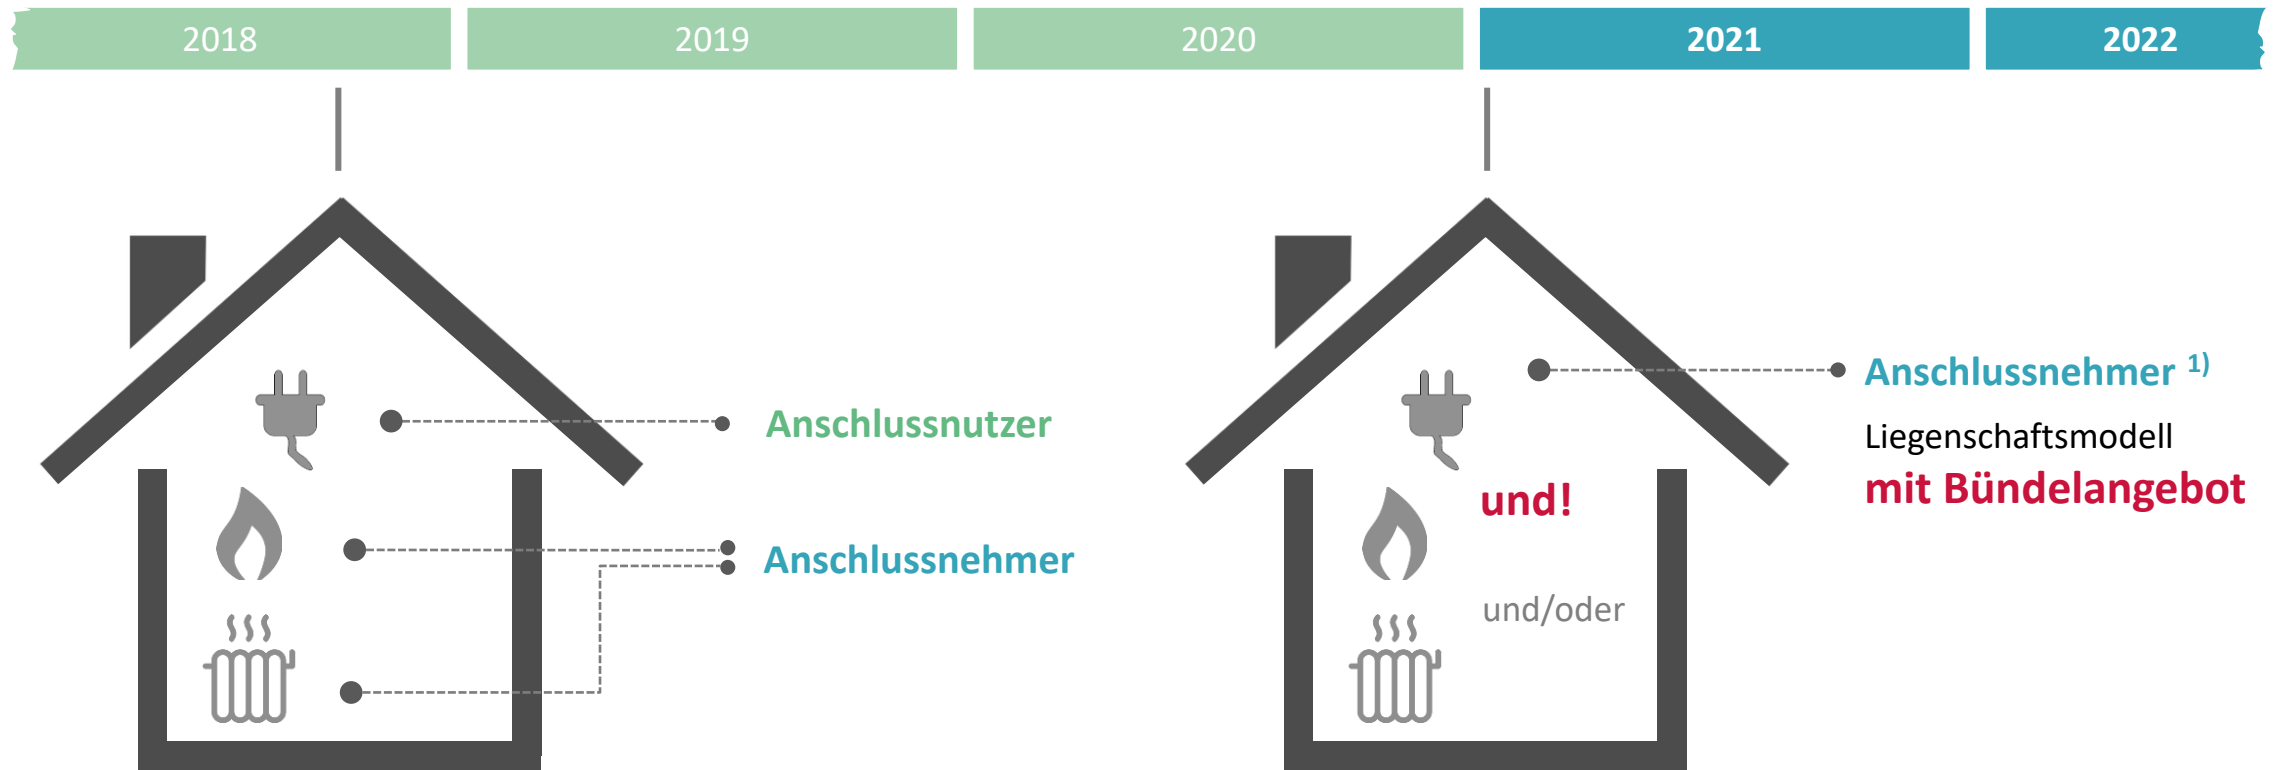 2018
2019
2020
2021
2022
Anschlussnutzer
Anschlussnehmer
und!
und/oder
Anschlussnehmer 1)
Liegenschaftsmodell
mit Bündelangebot